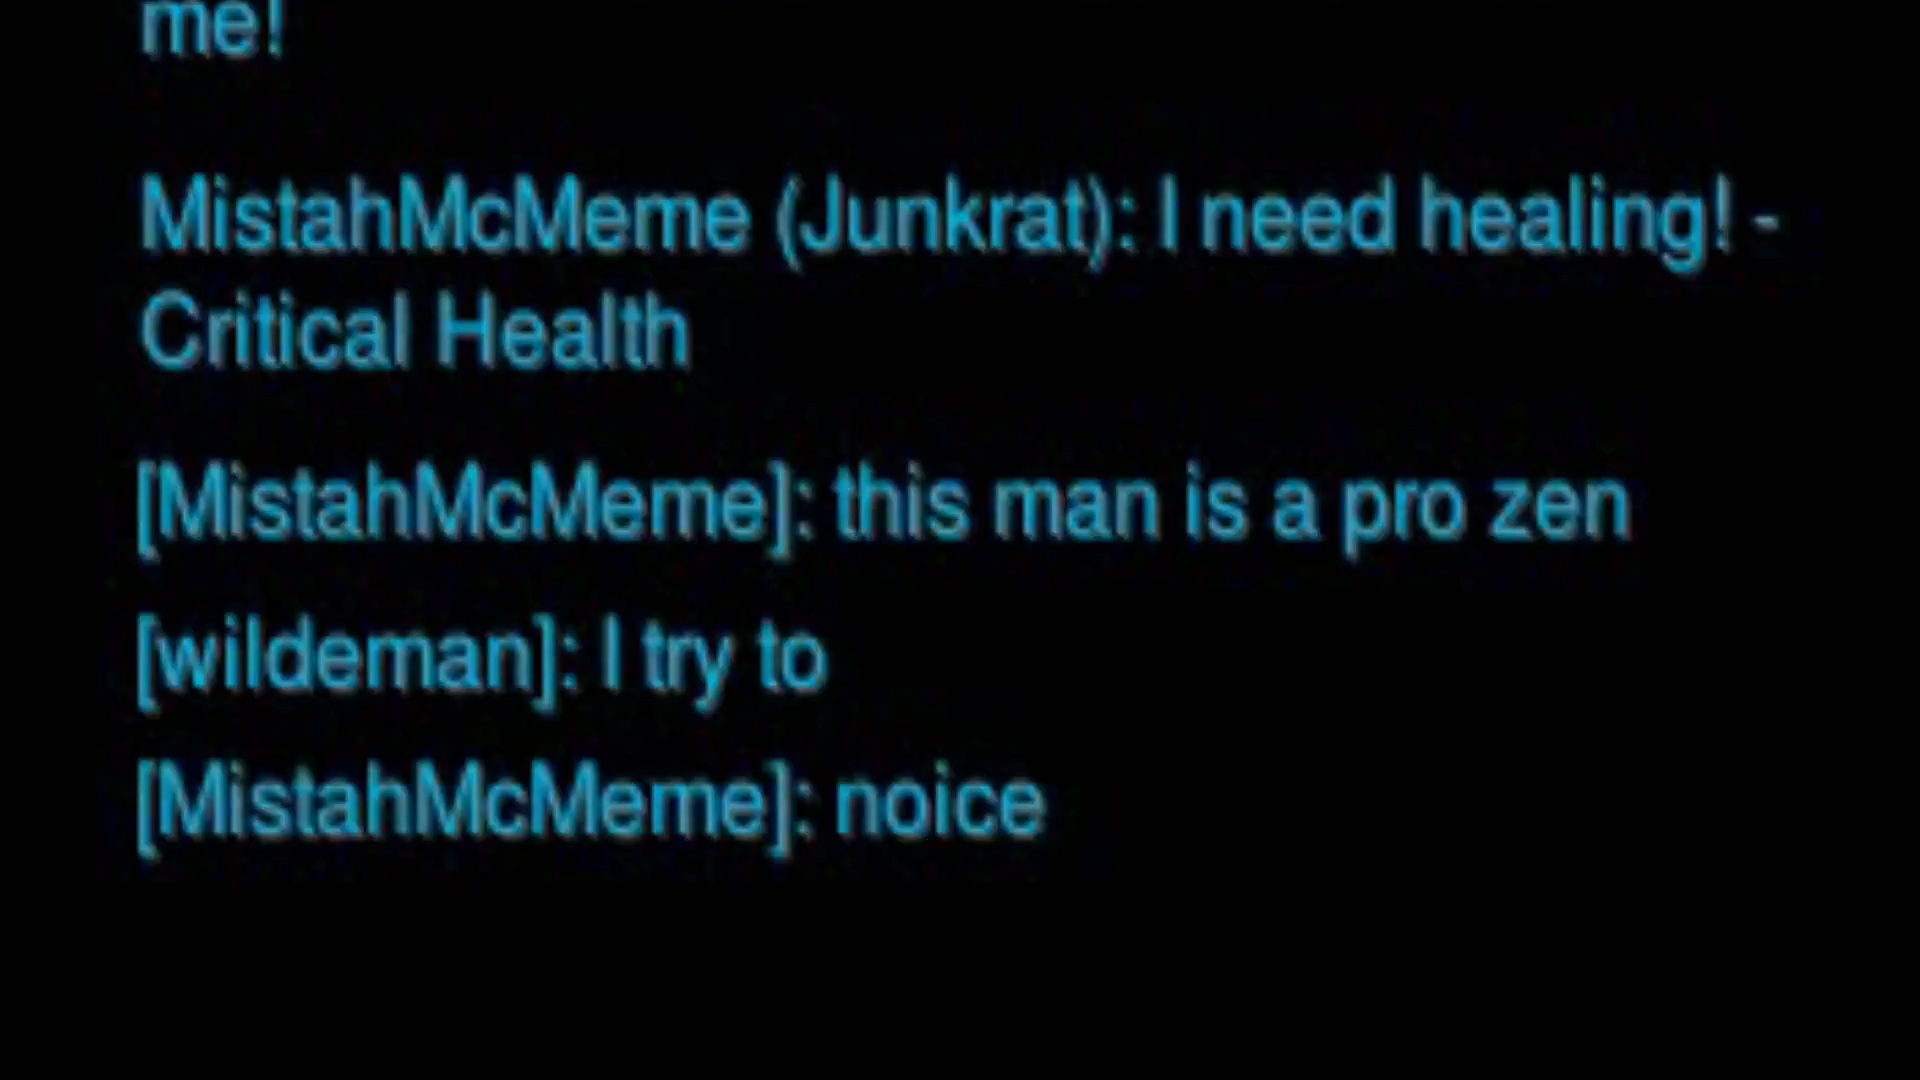 me!
MistahMcMeme (Junkrat): I need healing! -
Critical Health
[MistahMcMeme]: this man is a pro zen
[wildeman]: I try to
[MistahMcMeme]: noice